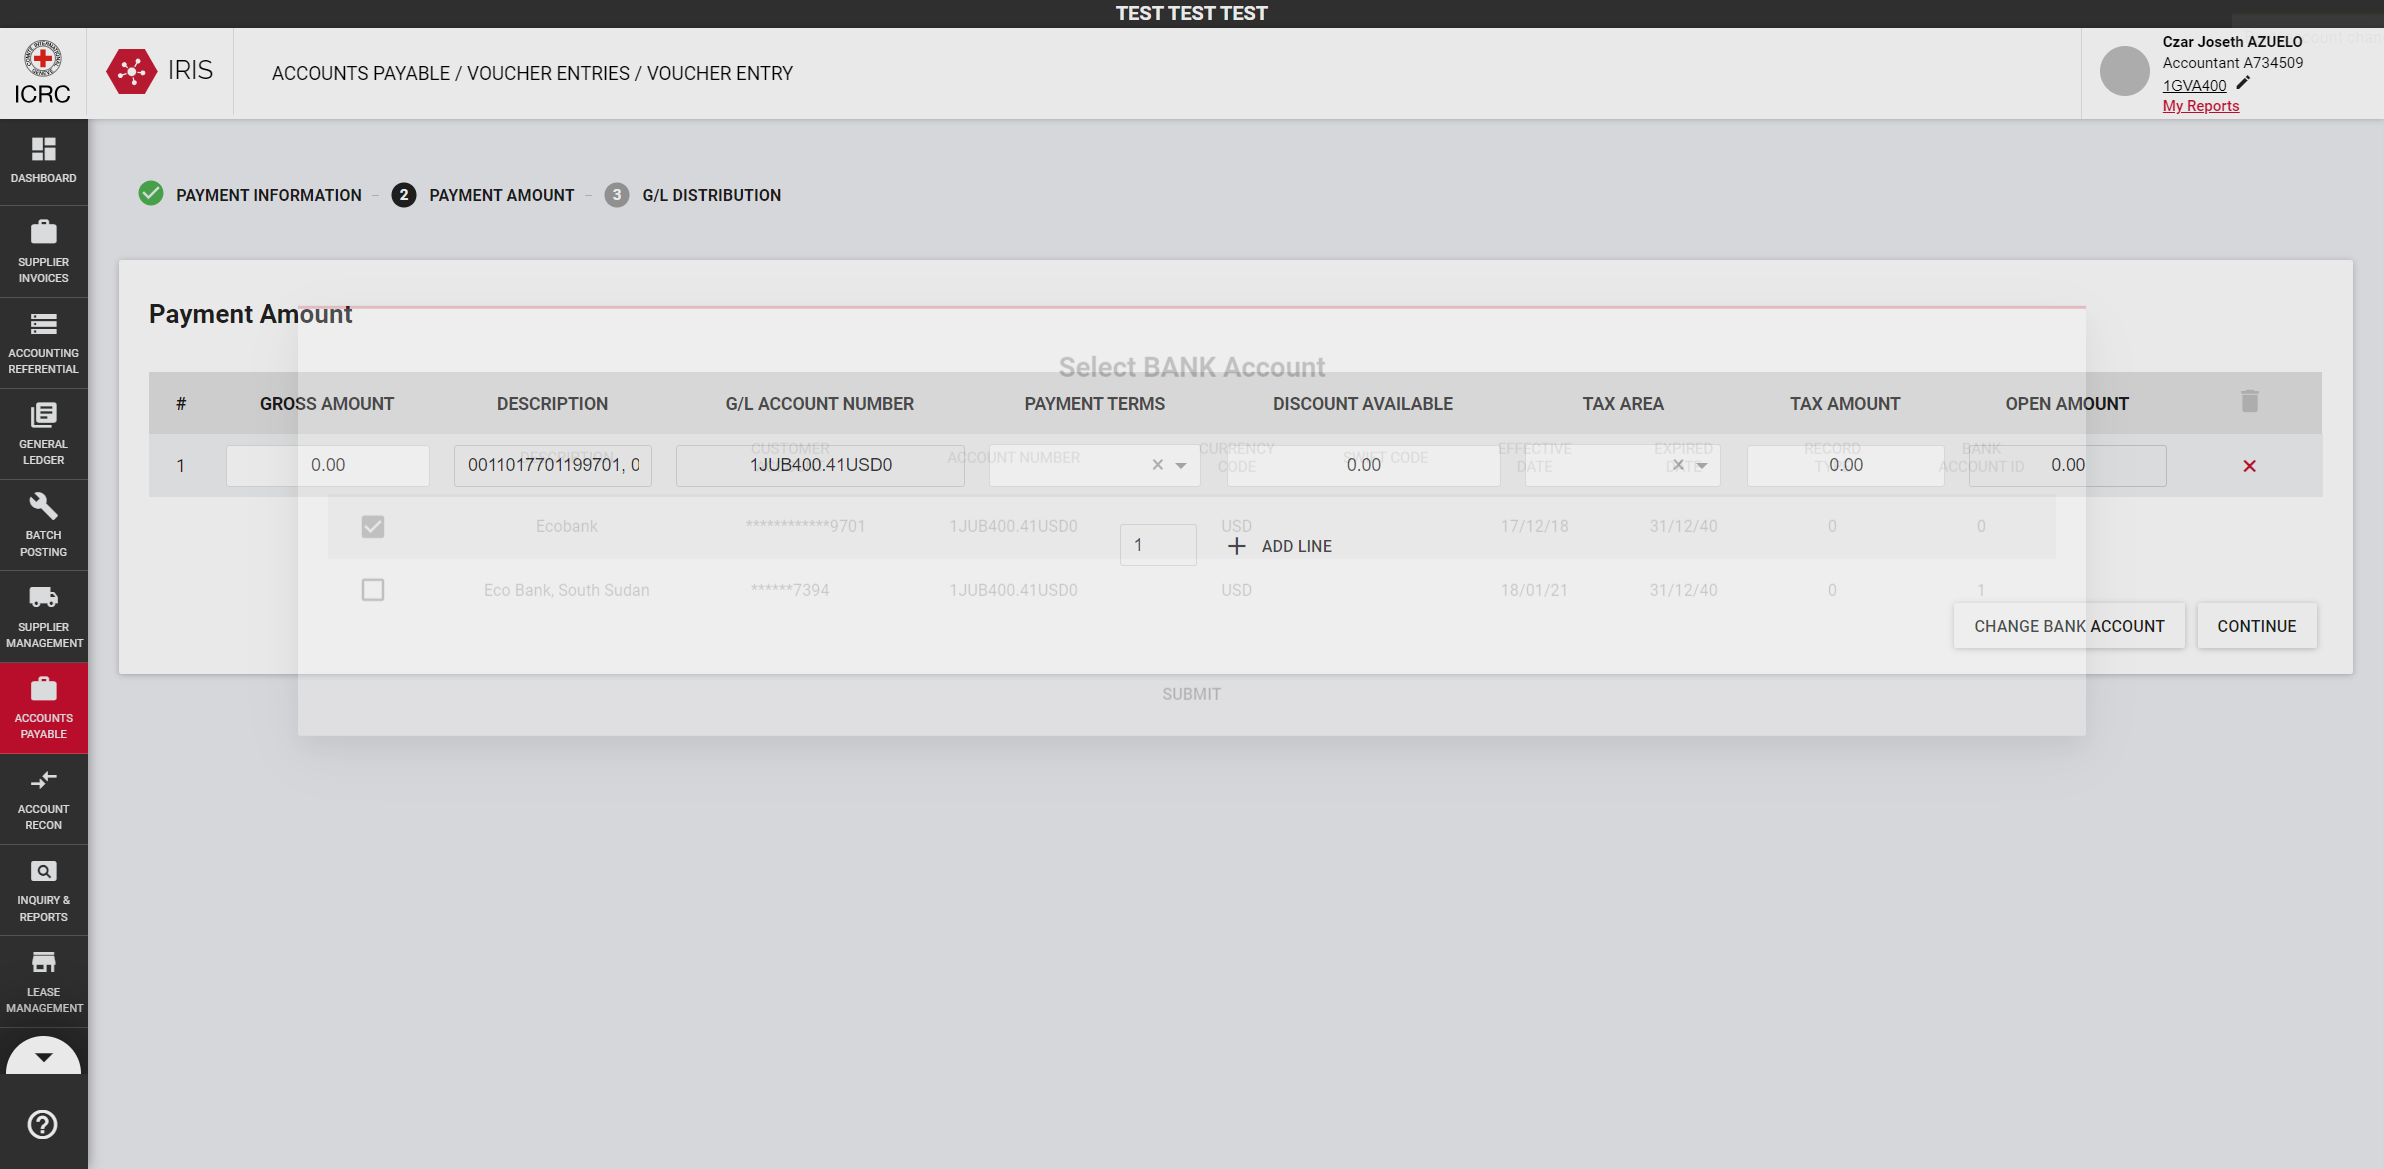 TEST TEST TEST
ICRC
IRIS
ACCOUNTS PAYABLE / VOUCHER ENTRIES / VOUCHER ENTRY
Czar Joseth AZUELO
Accountant A734509
1GVA400
My Reports
DASHBOARD
SUPPLIER
INVOICES
ACCOUNTING
REFERENTIAL
GENERAL
LEDGER
BATCH
POSTING
SUPPLIER
MANAGEMENT
ACCOUNTS
PAYABLE
ACCOUNT
RECON
INQUIRY &
REPORTS
LEASE
MANAGEMENT
PAYMENT INFORMATION – 2 PAYMENT AMOUNT – 3 G/L DISTRIBUTION
Payment Amount
Select BANK Account
# GROSS AMOUNT DESCRIPTION G/L ACCOUNT NUMBER PAYMENT TERMS DISCOUNT AVAILABLE TAX AREA TAX AMOUNT OPEN AMOUNT
DESCRIPTION CUSTOMER ACCOUNT NUMBER CURRENCY CODE SWIFT CODE EFFECTIVE DATE EXPIRED DATE RECORD TYPE BANK ACCOUNT ID
1 0.00 0011017701199701, 0 1JUB400.41USD0 0.00 0.00 0.00
Ecobank ************9701 1JUB400.41USD0 USD 17/12/18 31/12/40 0 0
1 ADD LINE
Eco Bank, South Sudan ******7394 1JUB400.41USD0 USD 18/01/21 31/12/40 0 1
CHANGE BANK ACCOUNT CONTINUE
SUBMIT